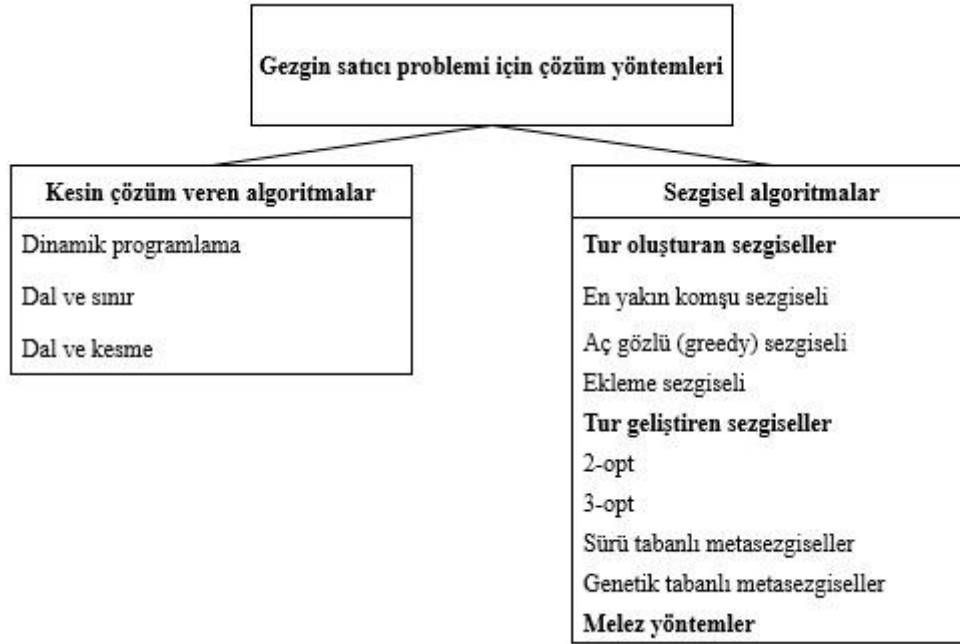 Gezgin satıcı problemi için çözüm yöntemleri
Kesin çözüm veren algoritmalar
Dinamik programlama
Dal ve sınır
Dal ve kesme
Sezgisel algoritmalar
Tur oluşturan sezgiseller
En yakın komşu sezgiseli
Aç gözlü (greedy) sezgiseli
Ekleme sezgiseli
Tur geliştiren sezgiseller
2-opt
3-opt
Sürü tabanlı metasezgiseller
Genetik tabanlı metasezgiseller
Melez yöntemler